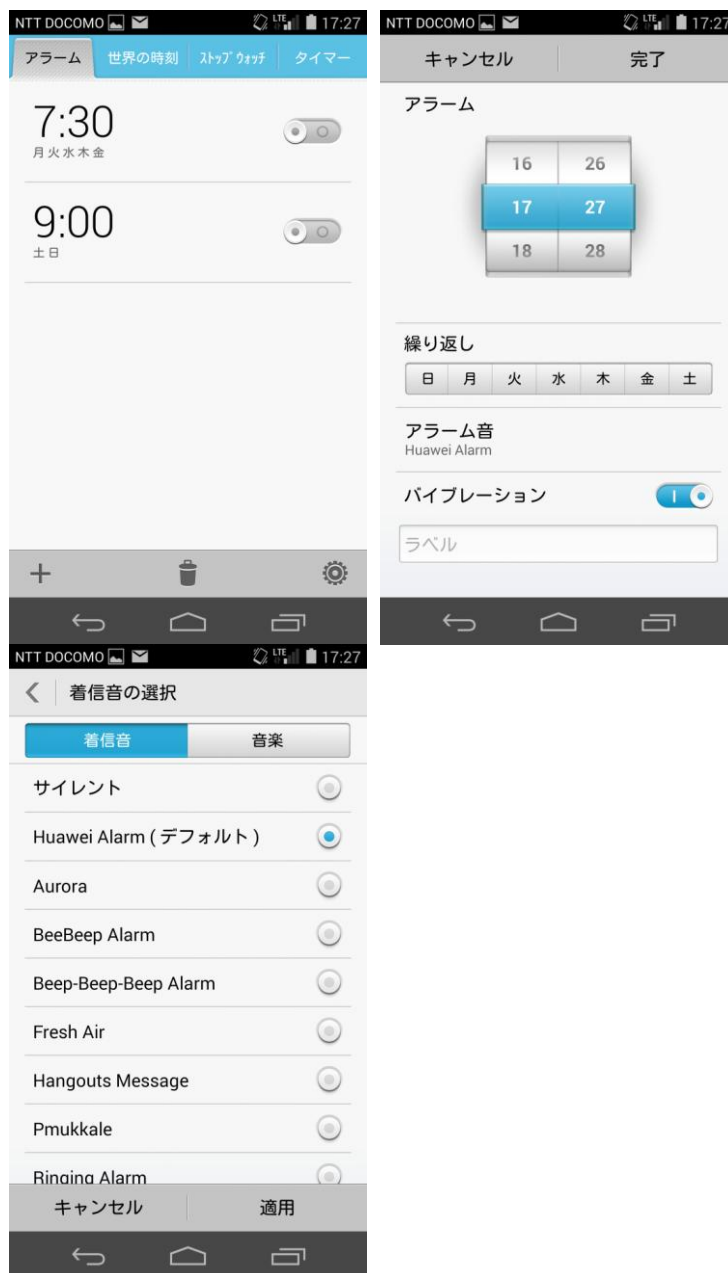 NTT DOCOMO LTE 17:27
アラーム 世界の時刻 ｽﾄｯﾌﾟｳｫｯﾁ タイマー
7:30
月火水木金
9:00
土日
NTT DOCOMO LTE 17:27
キャンセル 完了
アラーム
16 26
17 27
18 28
繰り返し
日 月 火 水 木 金 土
アラーム音
Huawei Alarm
バイブレーション
ラベル
NTT DOCOMO LTE 17:27
着信音の選択
着信音 音楽
サイレント
Huawei Alarm ( デフォルト )
Aurora
BeeBeep Alarm
Beep-Beep-Beep Alarm
Fresh Air
Hangouts Message
Pmukkale
Ringing Alarm
キャンセル 適用